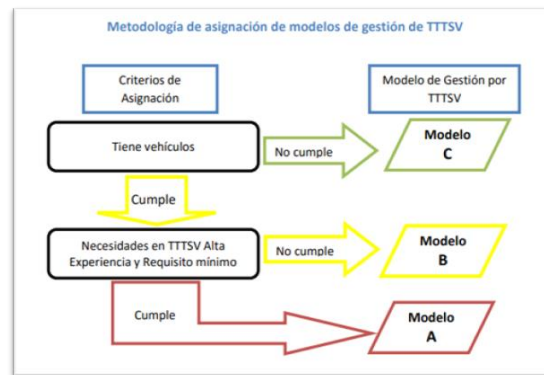 Metodología de asignación de modelos de gestión de TTTSV
Criterios de
Asignación
Modelo de Gestión por
TTTSV
Tiene vehículos
No cumple
Modelo
C
Cumple
Necesidades en TTTSV Alta
Experiencia y Requisito mínimo
No cumple
Modelo
B
Cumple
Modelo
A